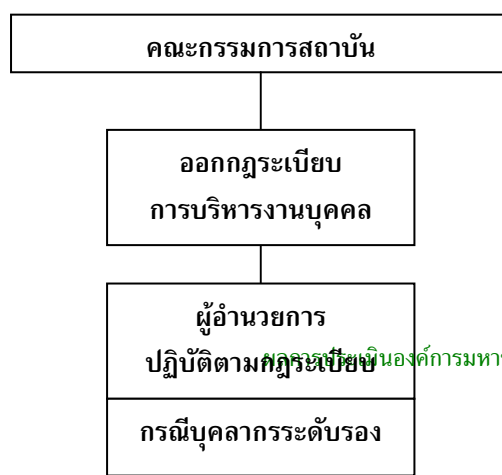 คณะกรรมการสถาบัน
ออกกฎระเบียบ
การบริหารงานบุคคล
ผู้อำนวยการ
ปฏิบัติตามกฎระเบียบ
กรณีบุคลากรระดับรอง